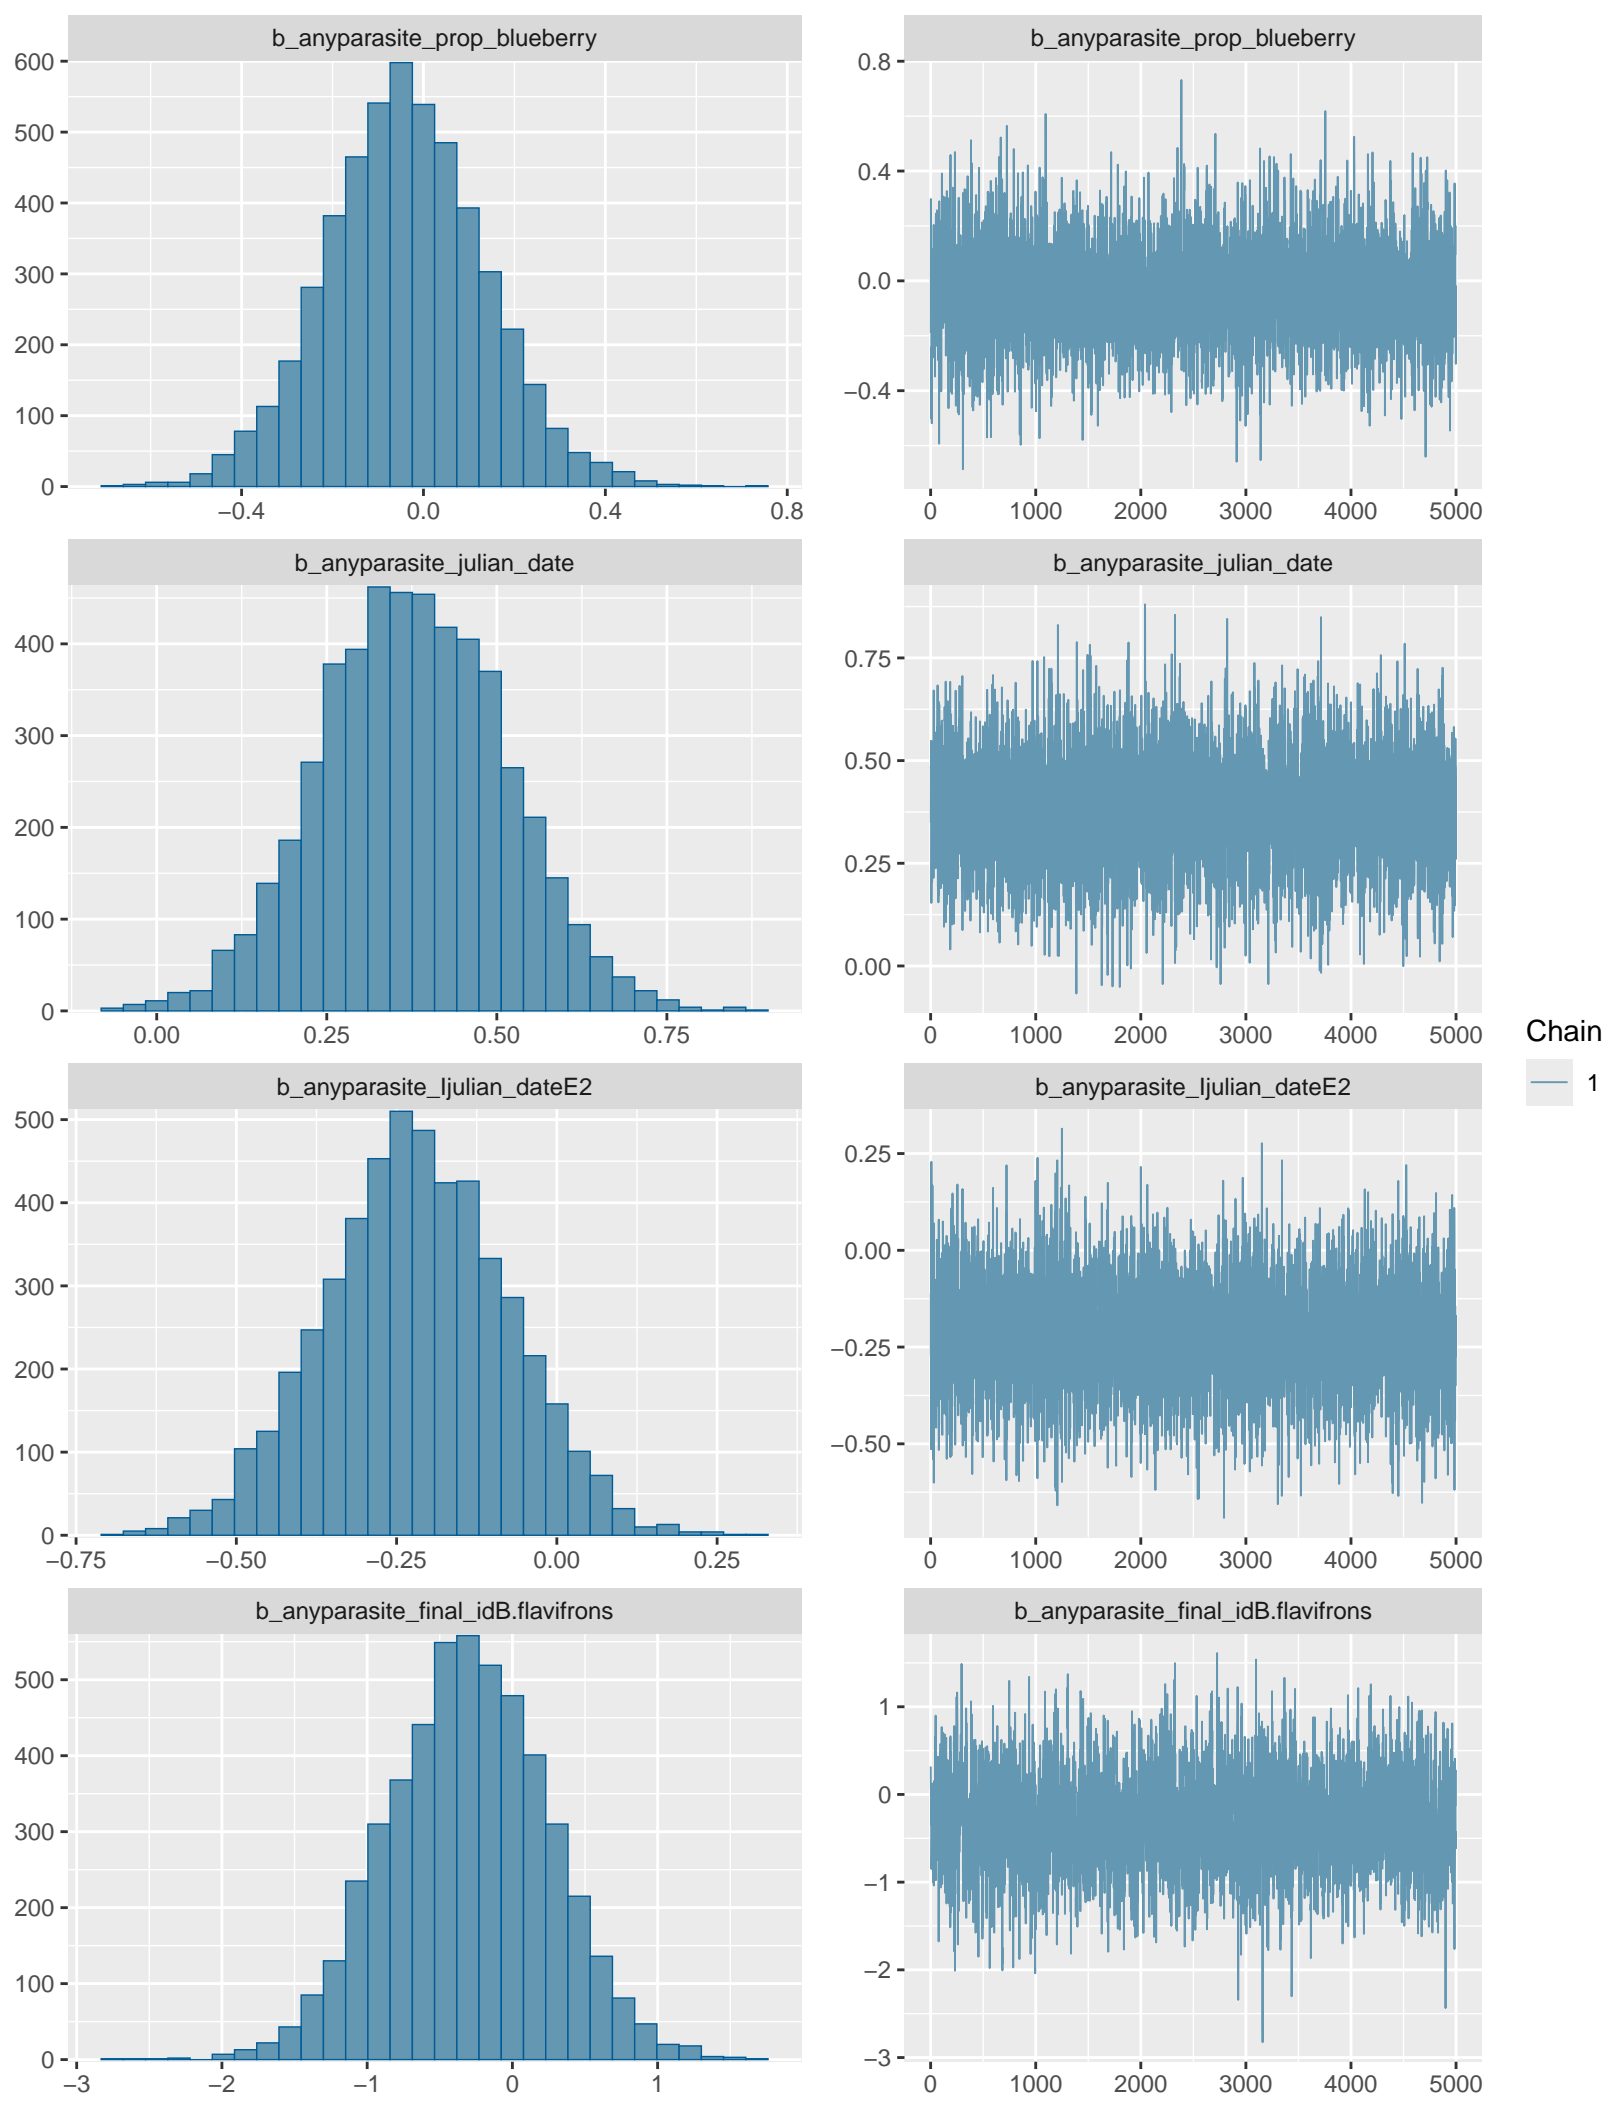 b_anyparasite_prop_blueberry
600
500
400
300
200
100
0
−0.4 0.0 0.4 0.8
b_anyparasite_prop_blueberry
0.8
0.4
0.0
−0.4
0 1000 2000 3000 4000 5000
b_anyparasite_julian_date
400
300
200
100
0
0.00 0.25 0.50 0.75
b_anyparasite_julian_date
0.75
0.50
0.25
0.00
0 1000 2000 3000 4000 5000
b_anyparasite_Ijulian_dateE2
500
400
300
200
100
0
−0.75 −0.50 −0.25 0.00 0.25
b_anyparasite_Ijulian_dateE2
0.25
0.00
−0.25
−0.50
0 1000 2000 3000 4000 5000
b_anyparasite_final_idB.flavifrons
500
400
300
200
100
0
−3 −2 −1 0 1
b_anyparasite_final_idB.flavifrons
1
0
−1
−2
−3
0 1000 2000 3000 4000 5000
Chain
1